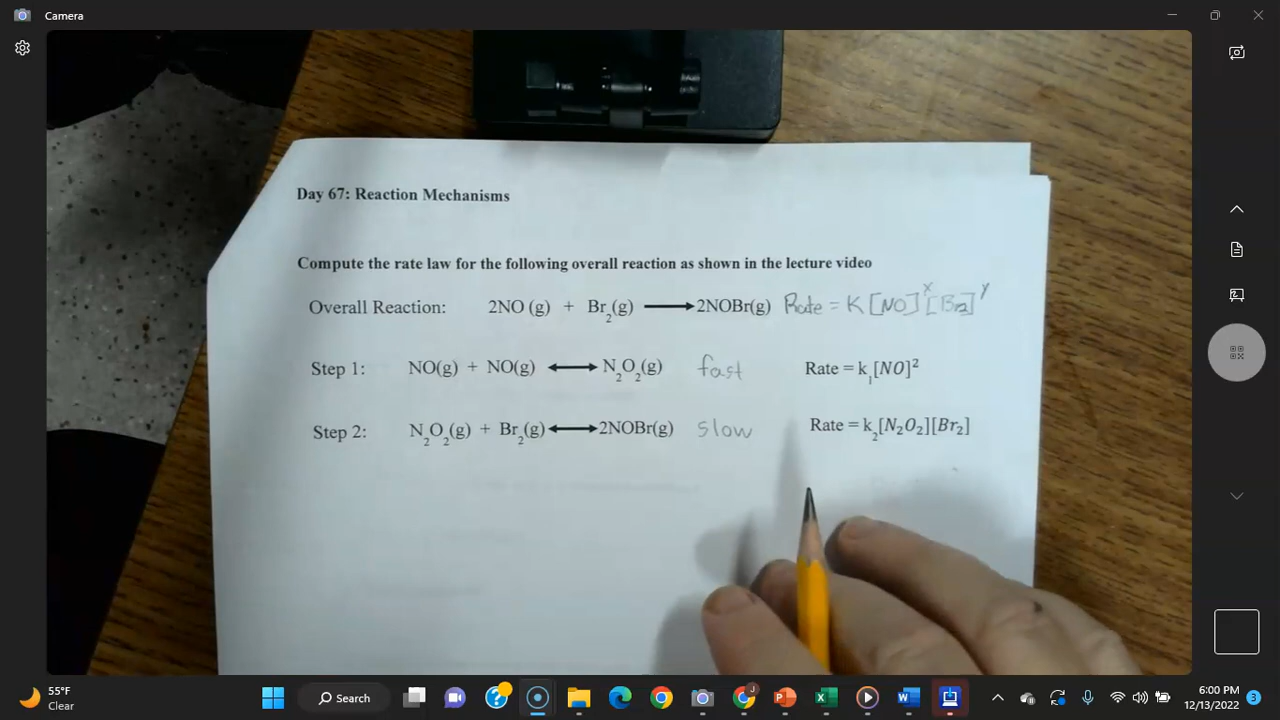 Camera
Day 67: Reaction Mechanisms
Compute the rate law for the following overall reaction as shown in the lecture video
Overall Reaction: 2NO (g) + Br₂(g) ⟶ 2NOBr(g) Rate = K [NO]ˣ [Br₂]ʸ
Step 1: NO(g) + NO(g) ⟷ N₂O₂(g) fast Rate = k₁[NO]²
Step 2: N₂O₂(g) + Br₂(g) ⟷ 2NOBr(g) slow Rate = k₂[N₂O₂][Br₂]
55°F
Clear
Search
6:00 PM
12/13/2022
3